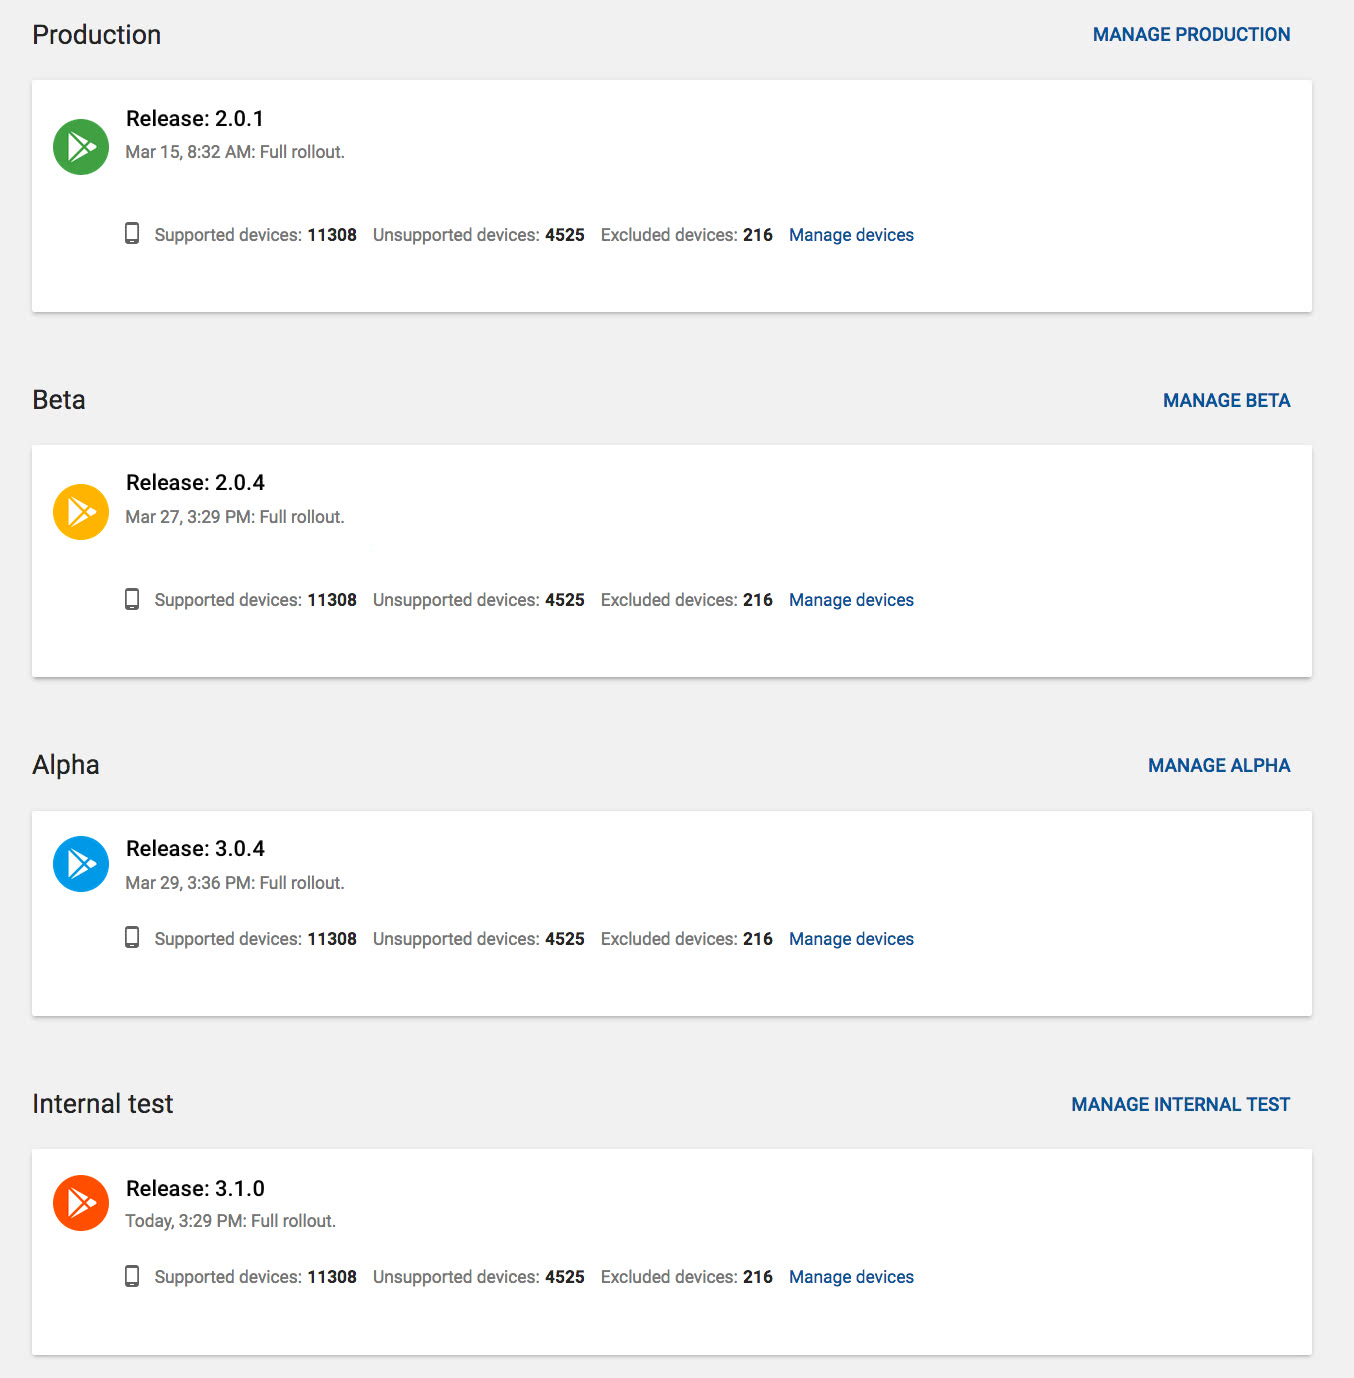 Production MANAGE PRODUCTION
Release: 2.0.1
Mar 15, 8:32 AM: Full rollout.
Supported devices: 11308 Unsupported devices: 4525 Excluded devices: 216 Manage devices
Beta MANAGE BETA
Release: 2.0.4
Mar 27, 3:29 PM: Full rollout.
Supported devices: 11308 Unsupported devices: 4525 Excluded devices: 216 Manage devices
Alpha MANAGE ALPHA
Release: 3.0.4
Mar 29, 3:36 PM: Full rollout.
Supported devices: 11308 Unsupported devices: 4525 Excluded devices: 216 Manage devices
Internal test MANAGE INTERNAL TEST
Release: 3.1.0
Today, 3:29 PM: Full rollout.
Supported devices: 11308 Unsupported devices: 4525 Excluded devices: 216 Manage devices